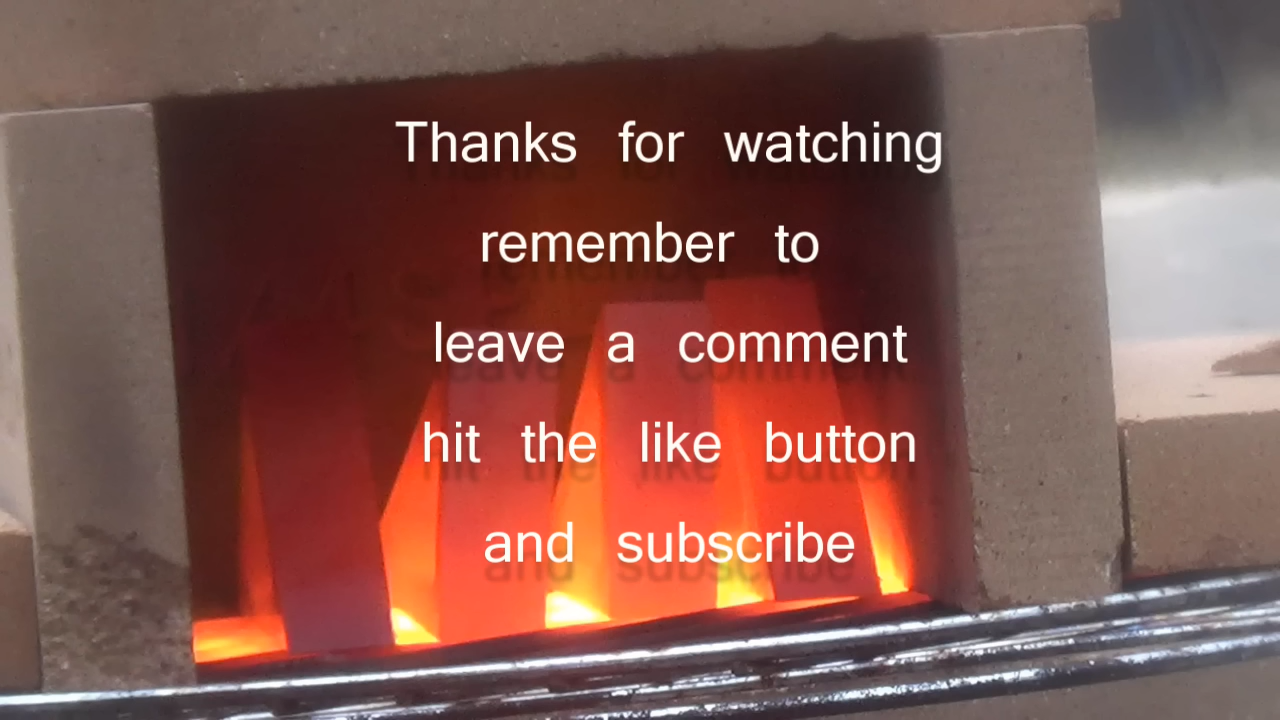 Thanks for watching
remember to
leave a comment
hit the like button
and subscribe